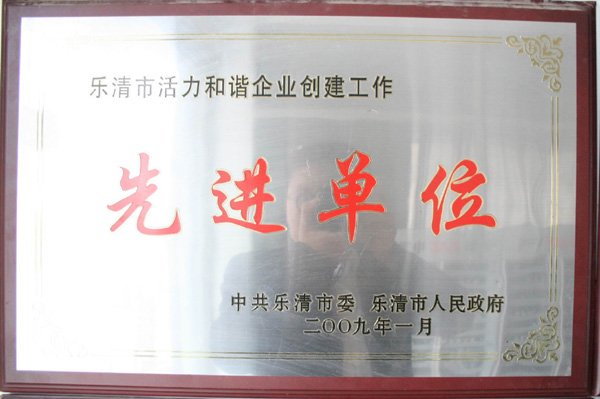 乐清市活力和谐企业创建工作
先进单位
中共乐清市委 乐清市人民政府
二〇〇九年一月